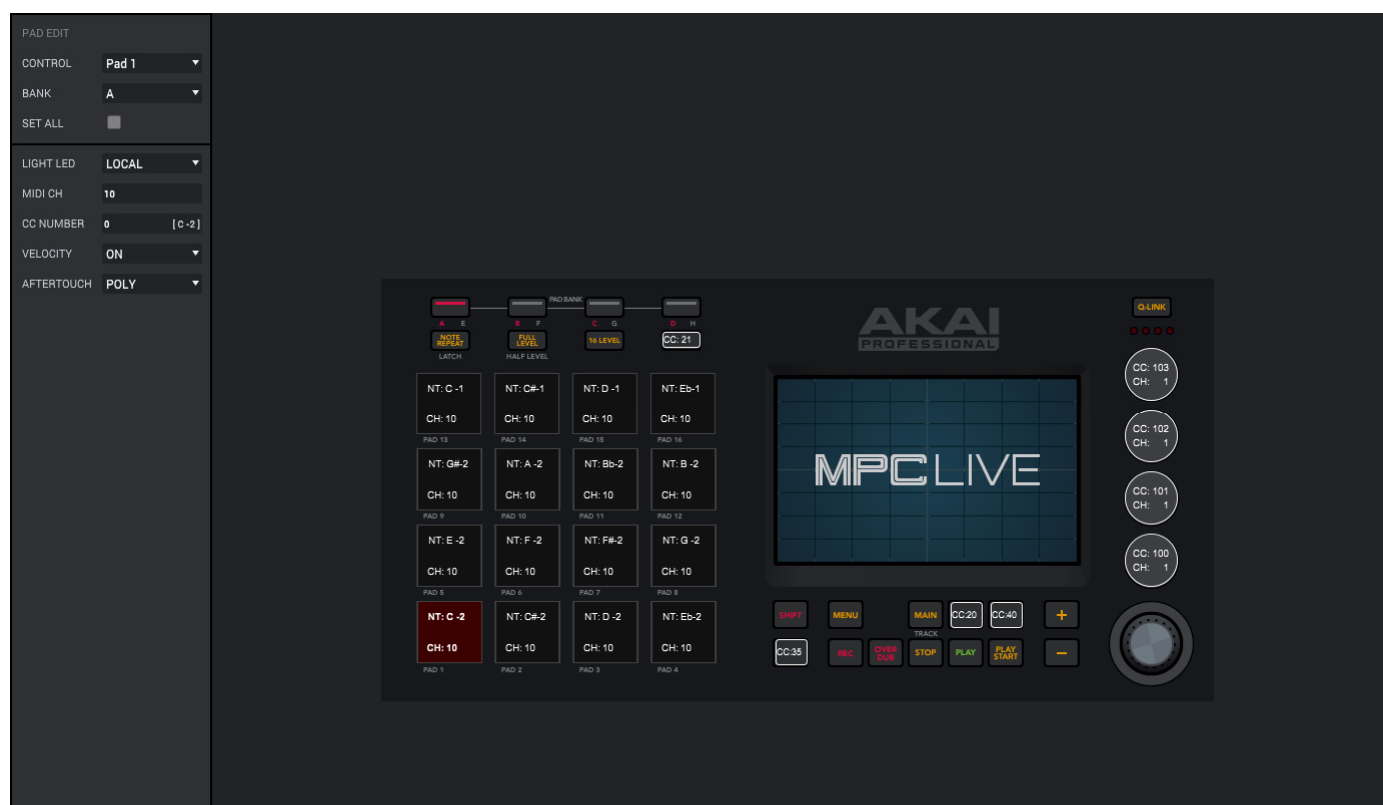 PAD EDIT
CONTROL Pad 1
BANK A
SET ALL
LIGHT LED LOCAL
MIDI CH 10
CC NUMBER 0 [ C -2 ]
VELOCITY ON
AFTERTOUCH POLY
PAD BANK
A E B F C G D H
NOTE REPEAT
FULL LEVEL
16 LEVEL
CC: 21
LATCH
HALF LEVEL
NT: C -1 NT: C#-1 NT: D -1 NT: Eb-1
CH: 10 CH: 10 CH: 10 CH: 10
PAD 13 PAD 14 PAD 15 PAD 16
NT: G#-2 NT: A -2 NT: Bb-2 NT: B -2
CH: 10 CH: 10 CH: 10 CH: 10
PAD 9 PAD 10 PAD 11 PAD 12
NT: E -2 NT: F -2 NT: F#-2 NT: G -2
CH: 10 CH: 10 CH: 10 CH: 10
PAD 5 PAD 6 PAD 7 PAD 8
NT: C -2 NT: C#-2 NT: D -2 NT: Eb-2
CH: 10 CH: 10 CH: 10 CH: 10
PAD 1 PAD 2 PAD 3 PAD 4
AKAI
PROFESSIONAL
MPC LIVE
SHIFT MENU MAIN CC:20 CC:40 +
TRACK
CC:35 REC OVER DUB STOP PLAY PLAY START −
Q-LINK
CC: 103
CH: 1
CC: 102
CH: 1
CC: 101
CH: 1
CC: 100
CH: 1